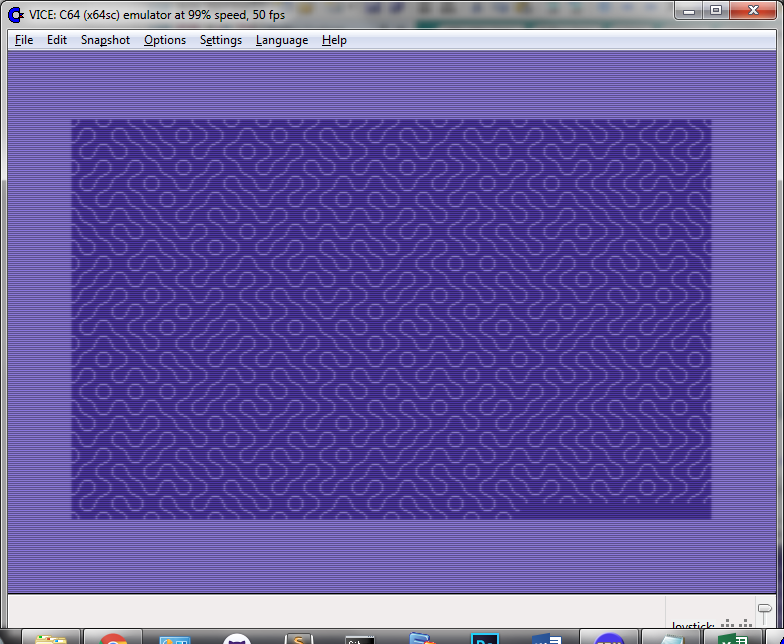 VICE: C64 (x64sc) emulator at 99% speed, 50 fps
File Edit Snapshot Options Settings Language Help
Joystick: